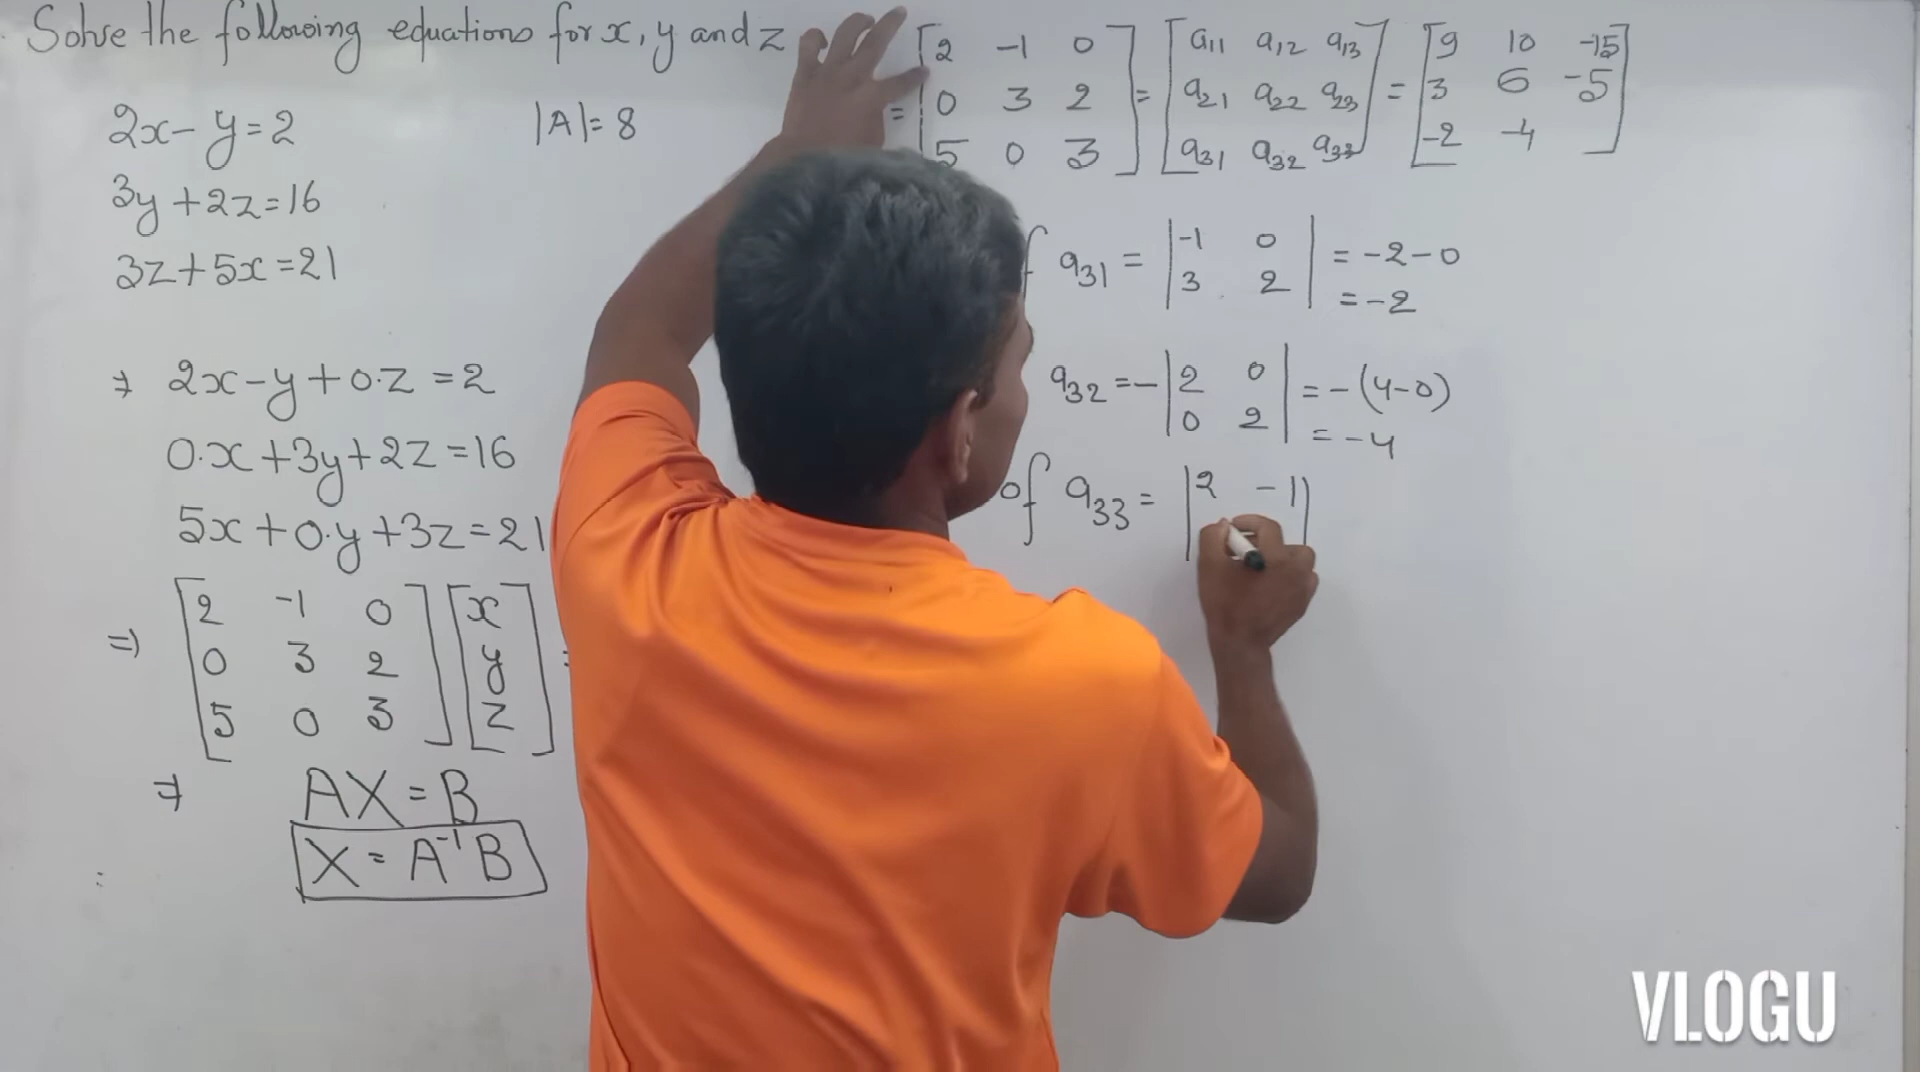 Solve the following equations for x, y and z
2x - y = 2
3y + 2z = 16
3z + 5x = 21
|A| = 8
⇒ 2x - y + 0·z = 2
0·x + 3y + 2z = 16
5x + 0·y + 3z = 21
⇒ [2 -1 0] [x]
[0 3 2] [y] =
[5 0 3] [z]
⇒ AX = B
X = A⁻¹B
[2 -1 0] [a11 a12 a13] [9 10 -15]
= [0 3 2] = [a21 a22 a23] = [3 6 -5]
[5 0 3] [a31 a32 a33] [-2 -4 ]
f a31 = |-1 0| = -2-0
|3 2| = -2
a32 = -|2 0| = -(4-0)
|0 2| = -4
of a33 = |2 -1|
VLOGU